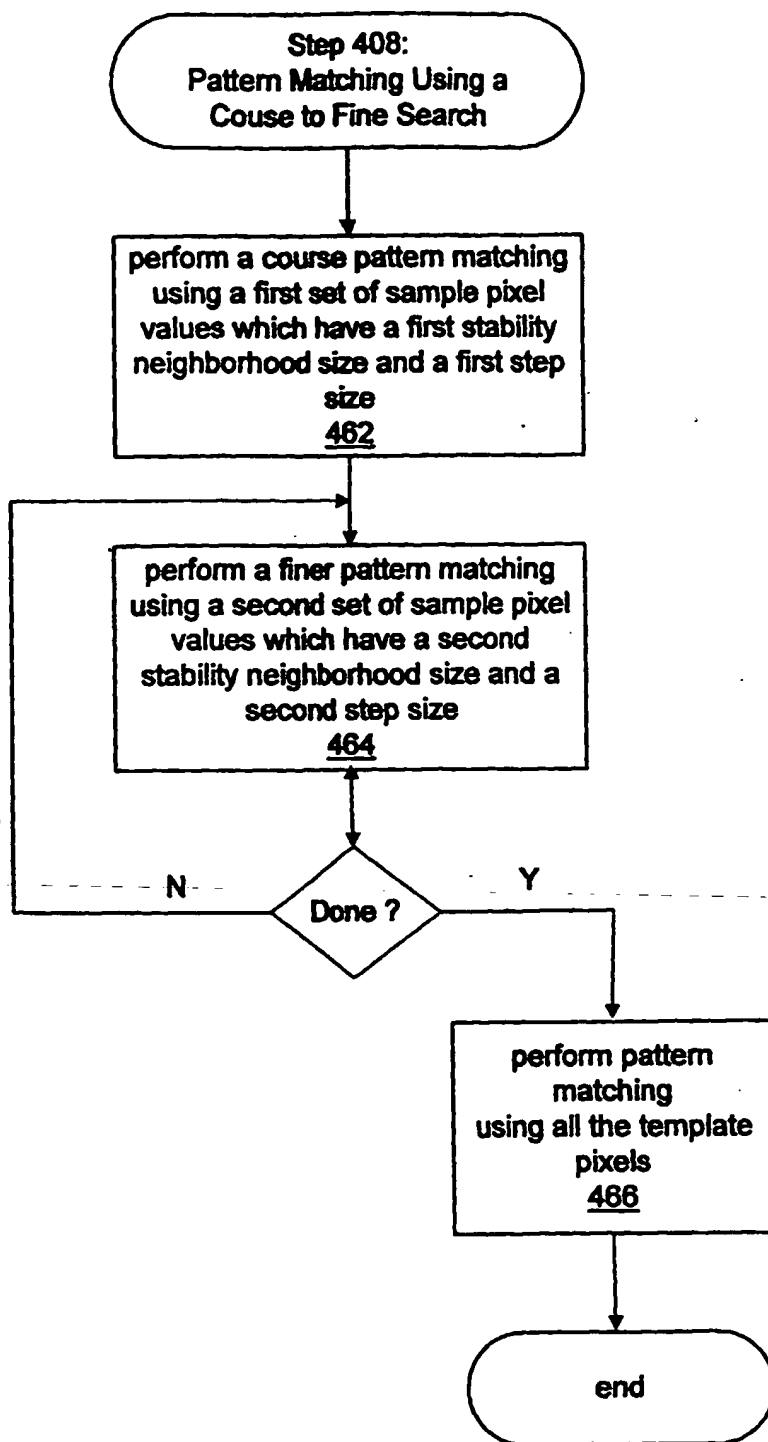 Step 408:
Pattern Matching Using a
Couse to Fine Search
perform a course pattern matching
using a first set of sample pixel
values which have a first stability
neighborhood size and a first step
size
462
perform a finer pattern matching
using a second set of sample pixel
values which have a second
stability neighborhood size and a
second step size
464
N
Done ?
Y
perform pattern
matching
using all the template
pixels
466
end